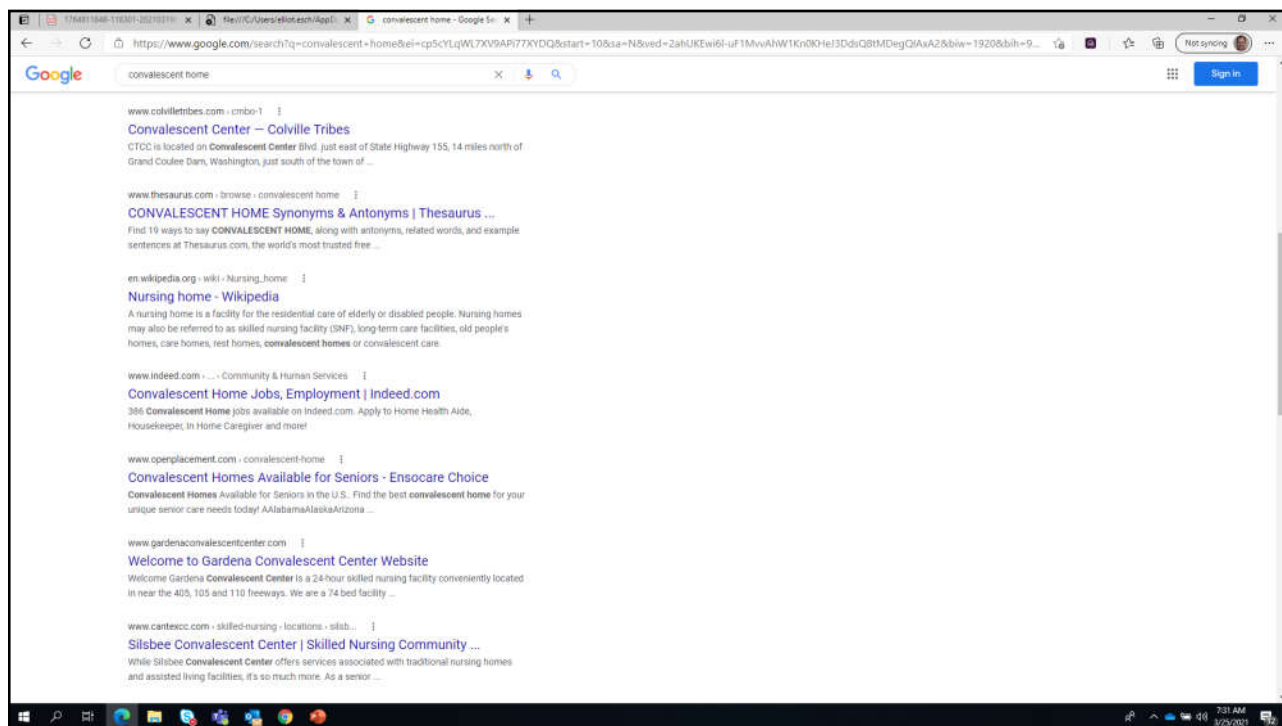 convalescent home - Google Se
Google
convalescent home
Sign in
Not syncing
www.colvilletribes.com › cmbo-1
Convalescent Center — Colville Tribes
CTCC is located on Convalescent Center Blvd. just east of State Highway 155, 14 miles north of
Grand Coulee Dam, Washington, just south of the town of ...
www.thesaurus.com › browse › convalescent home
CONVALESCENT HOME Synonyms & Antonyms | Thesaurus ...
Find 19 ways to say CONVALESCENT HOME, along with antonyms, related words, and example
sentences at Thesaurus.com, the world's most trusted free ...
en.wikipedia.org › wiki › Nursing_home
Nursing home - Wikipedia
A nursing home is a facility for the residential care of elderly or disabled people. Nursing homes
may also be referred to as skilled nursing facility (SNF), long-term care facilities, old people's
homes, care homes, rest homes, convalescent homes or convalescent care.
www.indeed.com › ... › Community & Human Services
Convalescent Home Jobs, Employment | Indeed.com
386 Convalescent Home jobs available on Indeed.com. Apply to Home Health Aide,
Housekeeper, In Home Caregiver and more!
www.openplacement.com › convalescent-home
Convalescent Homes Available for Seniors - Ensocare Choice
Convalescent Homes Available for Seniors in the U.S.. Find the best convalescent home for your
unique senior care needs today! AAlabamaAlaskaArizona ...
www.gardenaconvalescentcenter.com
Welcome to Gardena Convalescent Center Website
Welcome Gardena Convalescent Center is a 24-hour skilled nursing facility conveniently located
in near the 405, 105 and 110 freeways. We are a 74 bed facility ...
www.cantexcc.com › skilled-nursing › locations › silsb...
Silsbee Convalescent Center | Skilled Nursing Community ...
While Silsbee Convalescent Center offers services associated with traditional nursing homes
and assisted living facilities, it's so much more. As a senior ...
7:31 AM
3/25/2021